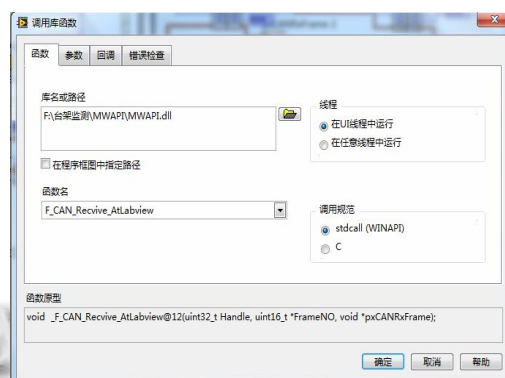 调用库函数
函数 参数 回调 错误检查
库名或路径
F:\台架监测\MWAPI\MWAPI.dll
在程序框图中指定路径
函数名
F_CAN_Recvive_AtLabview
线程
在UI线程中运行
在任意线程中运行
调用规范
stdcall (WINAPI)
C
函数原型
void _F_CAN_Recvive_AtLabview@12(uint32_t Handle, uint16_t *FrameNO, void *pxCANRxFrame);
确定 取消 帮助